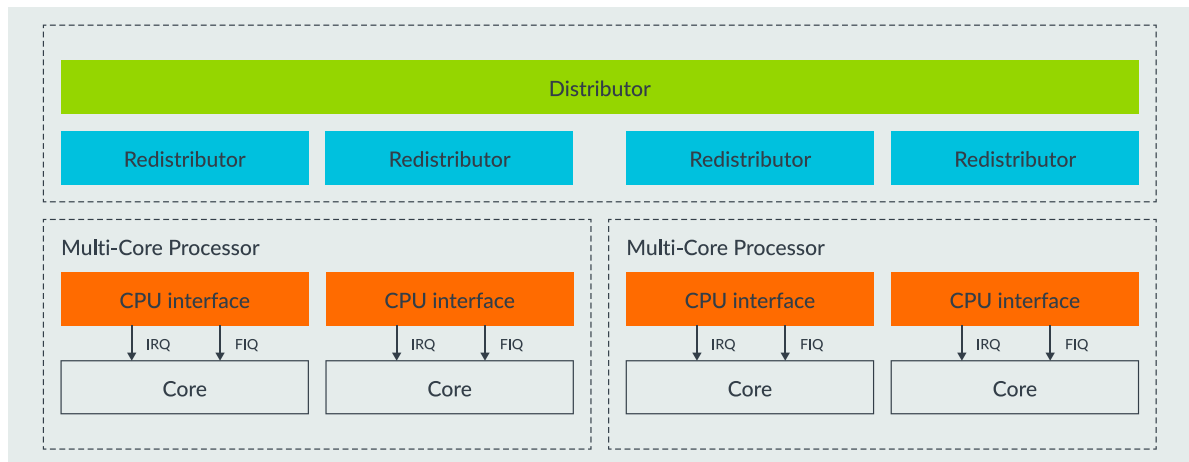 Distributor
Redistributor Redistributor Redistributor Redistributor
Multi-Core Processor Multi-Core Processor
CPU interface CPU interface CPU interface CPU interface
IRQ FIQ IRQ FIQ IRQ FIQ IRQ FIQ
Core Core Core Core